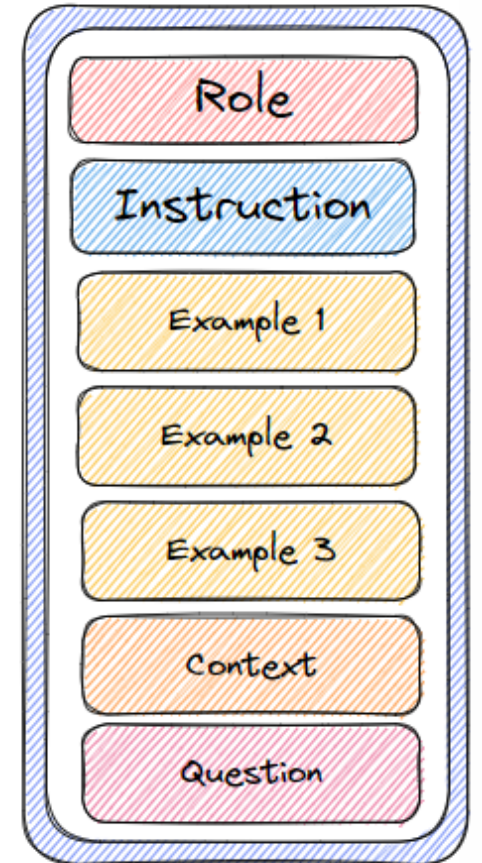 Role
Instruction
Example 1
Example 2
Example 3
Context
Question